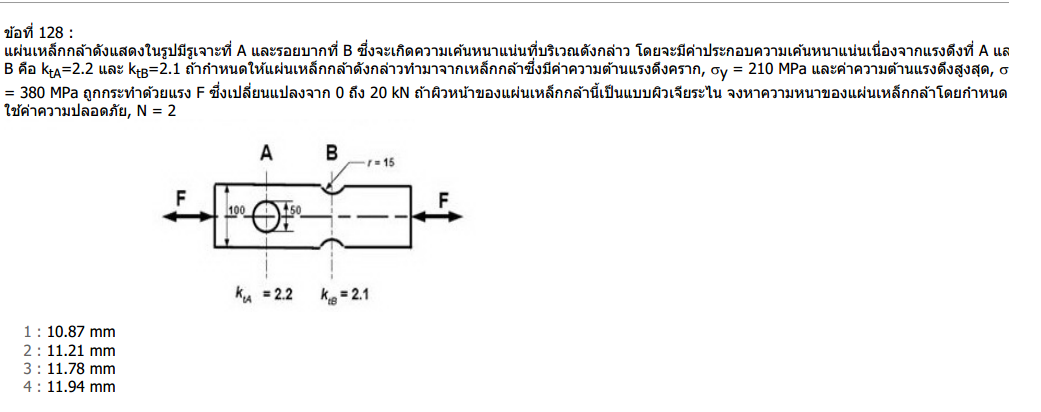 ข้อที่ 128 :
แผ่นเหล็กกล้าดังแสดงในรูปมีรูเจาะที่ A และรอยบากที่ B ซึ่งจะเกิดความเค้นหนาแน่นที่บริเวณดังกล่าว โดยจะมีค่าประกอบความเค้นหนาแน่นเนื่องจากแรงดึงที่ A แล
B คือ ktA=2.2 และ ktB=2.1 ถ้ากำหนดให้แผ่นเหล็กกล้าดังกล่าวทำมาจากเหล็กกล้าซึ่งมีค่าความต้านแรงดึงคราก, σy = 210 MPa และค่าความต้านแรงดึงสูงสุด, σ
= 380 MPa ถูกกระทำด้วยแรง F ซึ่งเปลี่ยนแปลงจาก 0 ถึง 20 kN ถ้าผิวหน้าของแผ่นเหล็กกล้านี้เป็นแบบผิวเจียระไน จงหาความหนาของแผ่นเหล็กกล้าโดยกำหนด
ใช้ค่าความปลอดภัย, N = 2
A B
r = 15
F F
100 50
ktA = 2.2 ktB = 2.1
1 : 10.87 mm
2 : 11.21 mm
3 : 11.78 mm
4 : 11.94 mm